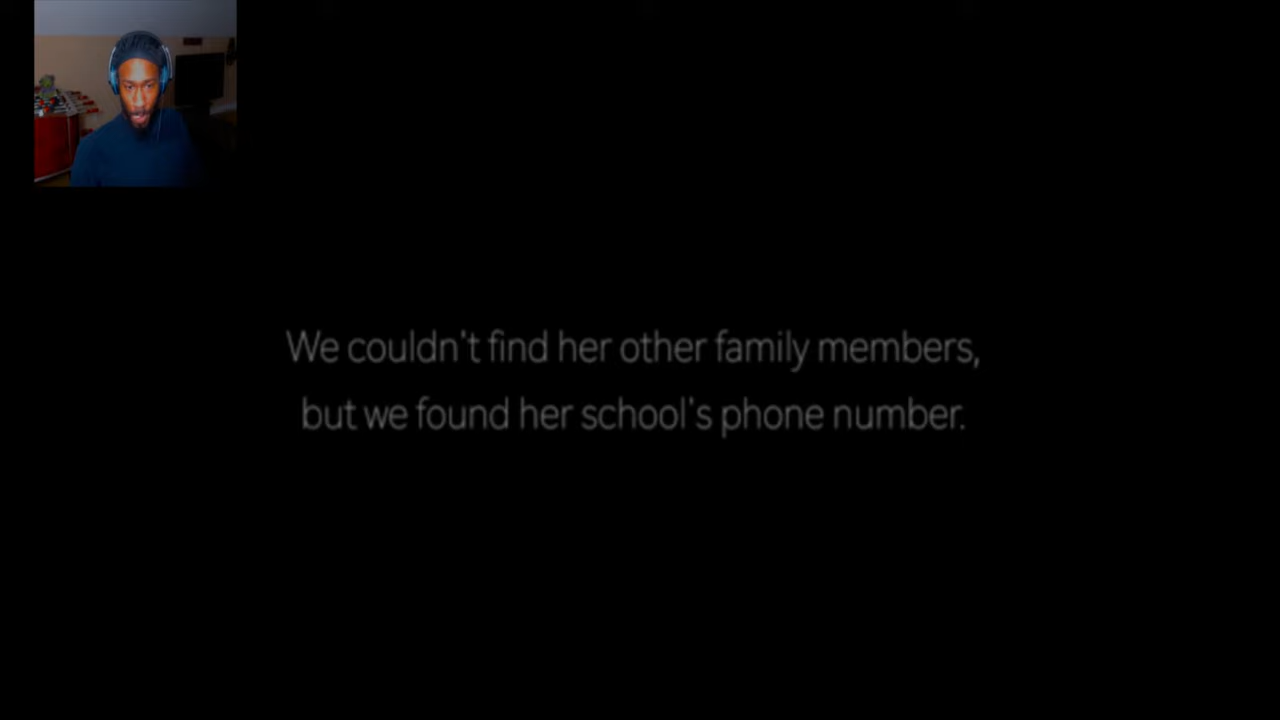 We couldn't find her other family members,
but we found her school's phone number.